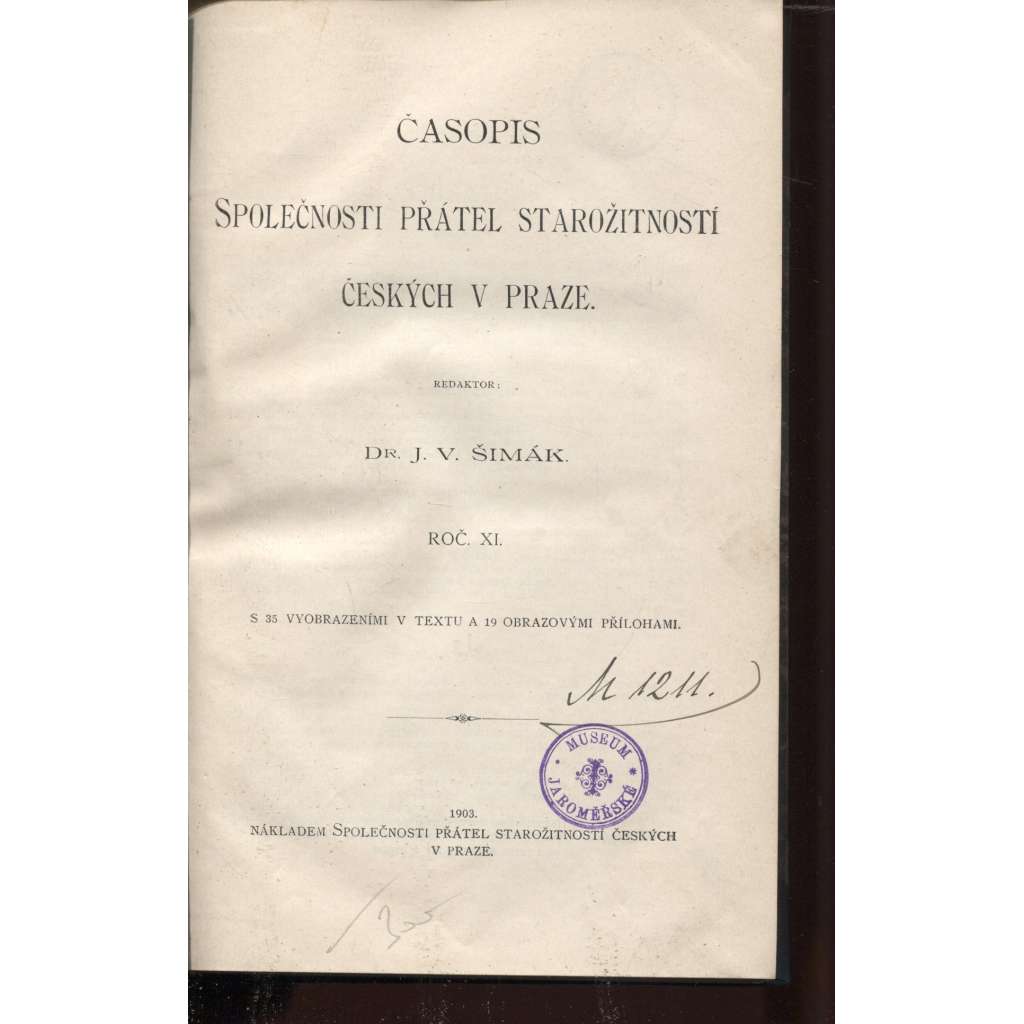 ČASOPIS
SPOLEČNOSTI PŘÁTEL STAROŽITNOSTÍ
ČESKÝCH V PRAZE.
REDAKTOR:
DR. J. V. ŠIMÁK.
ROČ. XI.
S 35 VYOBRAZENÍMI V TEXTU A 19 OBRAZOVÝMI PŘÍLOHAMI.
M 1211.
MUSEUM
JAROMĚŘSKÉ
1903.
NÁKLADEM SPOLEČNOSTI PŘÁTEL STAROŽITNOSTÍ ČESKÝCH
V PRAZE.